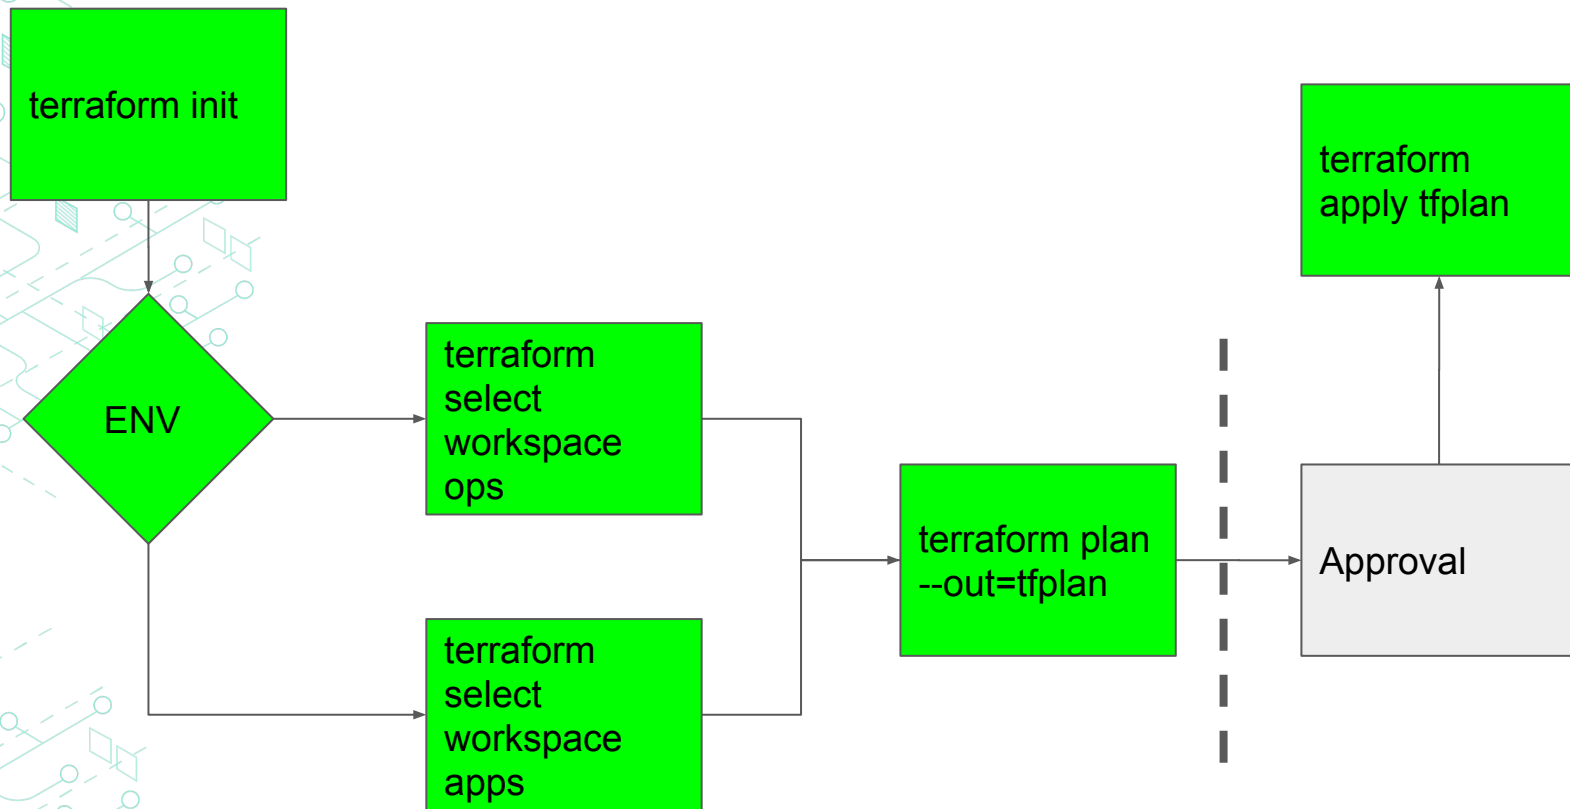 terraform init
ENV
terraform
select
workspace
ops
terraform
select
workspace
apps
terraform plan
--out=tfplan
Approval
terraform
apply tfplan